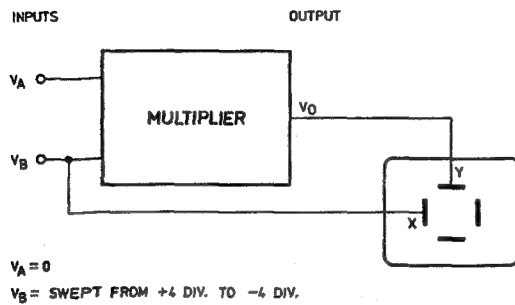 INPUTS
OUTPUT
VA
MULTIPLIER
VO
VB
Y
X
VA = 0
VB = SWEPT FROM +4 DIV. TO -4 DIV.